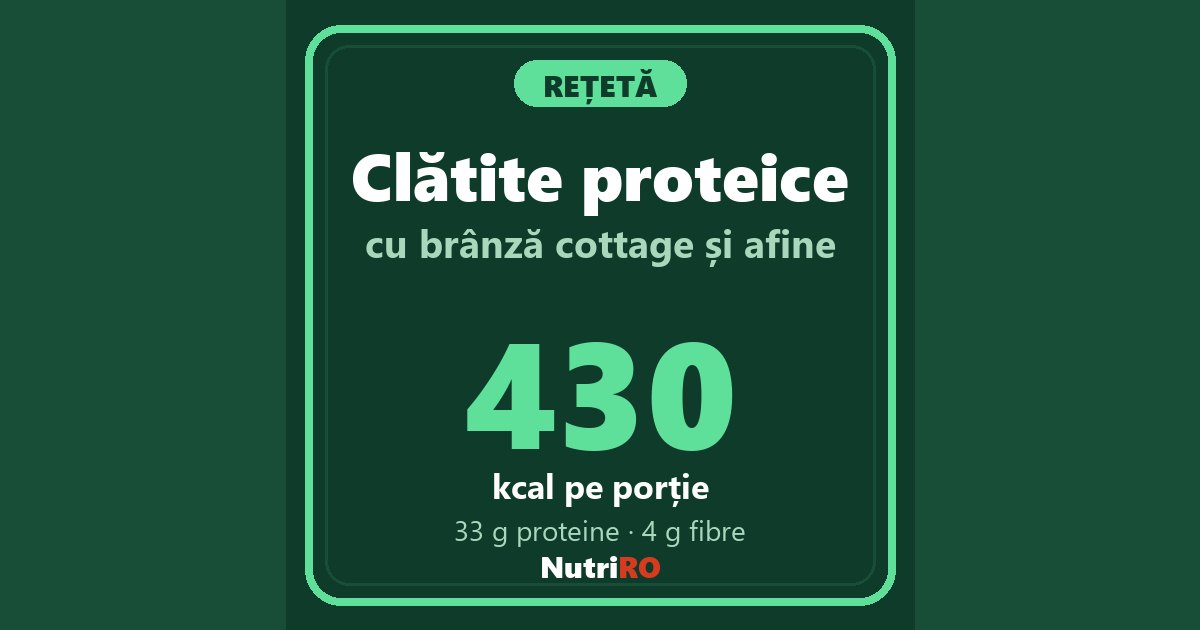 REȚETĂ
Clătite proteice
cu brânză cottage și afine
430
kcal pe porție
33 g proteine · 4 g fibre
NutriRO